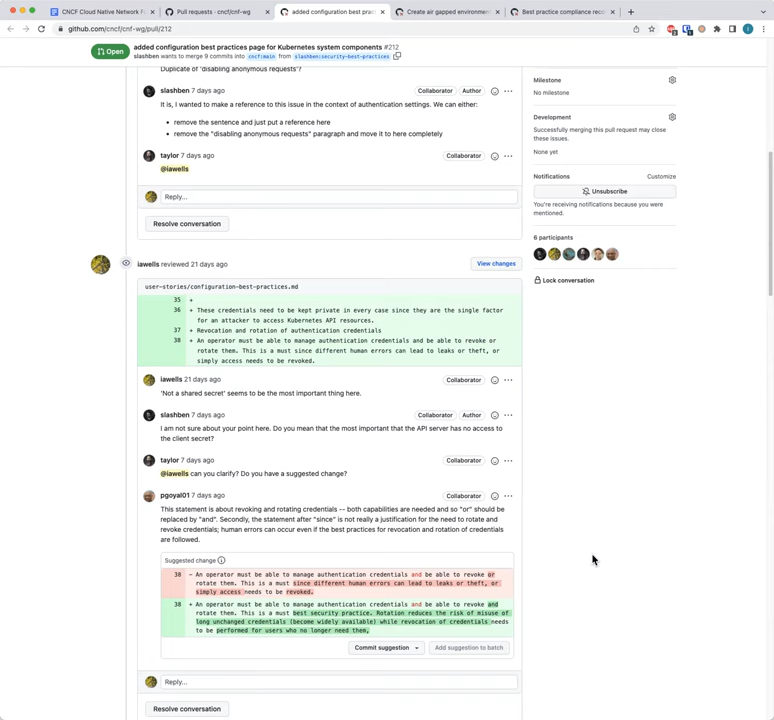 CNCF Cloud Native Network F
Pull requests · cncf/cnf-wg
added configuration best prac
Create air gapped environmen
Best practice compliance reco
github.com/cncf/cnf-wg/pull/212
Open
added configuration best practices page for Kubernetes system components #212
slashben wants to merge 9 commits into cncf:main from slashben:security-best-practices
Duplicate of 'disabling anonymous requests'?
slashben 7 days ago
Collaborator
Author
It is, I wanted to make a reference to this issue in the context of authentication settings. We can either:
• remove the sentence and just put a reference here
• remove the "disabling anonymous requests" paragraph and move it to here completely
taylor 7 days ago
Collaborator
@iawells
Reply...
Resolve conversation
iawells reviewed 21 days ago
View changes
user-stories/configuration-best-practices.md
35 +
36 + These credentials need to be kept private in every case since they are the single factor
for an attacker to access Kubernetes API resources.
37 + Revocation and rotation of authentication credentials
38 + An operator must be able to manage authentication credentials and be able to revoke or
rotate them. This is a must since different human errors can lead to leaks or theft, or
simply access needs to be revoked.
iawells 21 days ago
Collaborator
'Not a shared secret' seems to be the most important thing here.
slashben 7 days ago
Collaborator
Author
I am not sure about your point here. Do you mean that the most important that the API server has no access to
the client secret?
taylor 7 days ago
Collaborator
@iawells can you clarify? Do you have a suggested change?
pgoyal01 7 days ago
Collaborator
This statement is about revoking and rotating credentials -- both capabilities are needed and so "or" should be
replaced by "and". Secondly, the statement after "since" is not really a justification for the need to rotate and
revoke credentials; human errors can occur even if the best practices for revocation and rotation of credentials
are followed.
Suggested change
38 - An operator must be able to manage authentication credentials and be able to revoke or
rotate them. This is a must since different human errors can lead to leaks or theft, or
simply access needs to be revoked.
38 + An operator must be able to manage authentication credentials and be able to revoke and
rotate them. This is a must best security practice. Rotation reduces the risk of misuse of
long unchanged credentials (become widely available) while revocation of credentials needs
to be performed for users who no longer need them,
Commit suggestion
Add suggestion to batch
Reply...
Resolve conversation
Milestone
No milestone
Development
Successfully merging this pull request may close
these issues.
None yet
Notifications
Customize
Unsubscribe
You're receiving notifications because you were
mentioned.
6 participants
Lock conversation